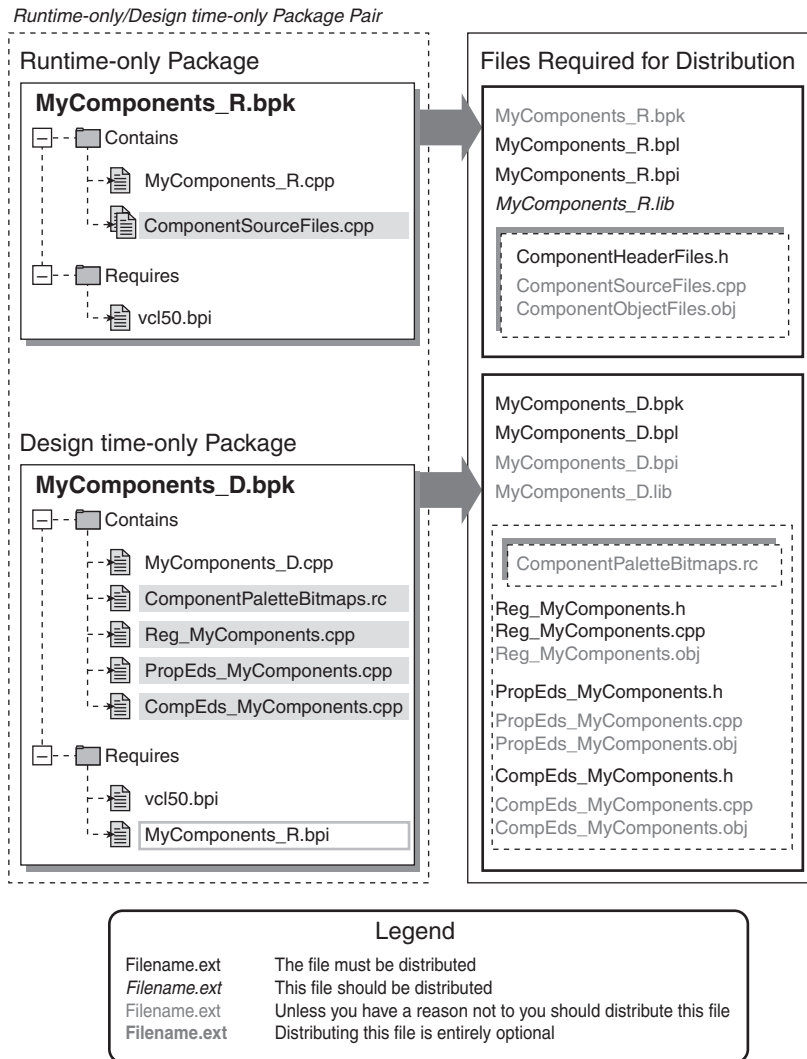 Runtime-only/Design time-only Package Pair
Runtime-only Package
MyComponents_R.bpk
Contains
MyComponents_R.cpp
ComponentSourceFiles.cpp
Requires
vcl50.bpi
Design time-only Package
MyComponents_D.bpk
Contains
MyComponents_D.cpp
ComponentPaletteBitmaps.rc
Reg_MyComponents.cpp
PropEds_MyComponents.cpp
CompEds_MyComponents.cpp
Requires
vcl50.bpi
MyComponents_R.bpi
Files Required for Distribution
MyComponents_R.bpk
MyComponents_R.bpl
MyComponents_R.bpi
MyComponents_R.lib
ComponentHeaderFiles.h
ComponentSourceFiles.cpp
ComponentObjectFiles.obj
MyComponents_D.bpk
MyComponents_D.bpl
MyComponents_D.bpi
MyComponents_D.lib
ComponentPaletteBitmaps.rc
Reg_MyComponents.h
Reg_MyComponents.cpp
Reg_MyComponents.obj
PropEds_MyComponents.h
PropEds_MyComponents.cpp
PropEds_MyComponents.obj
CompEds_MyComponents.h
CompEds_MyComponents.cpp
CompEds_MyComponents.obj
Legend
Filename.ext The file must be distributed
Filename.ext This file should be distributed
Filename.ext Unless you have a reason not to you should distribute this file
Filename.ext Distributing this file is entirely optional